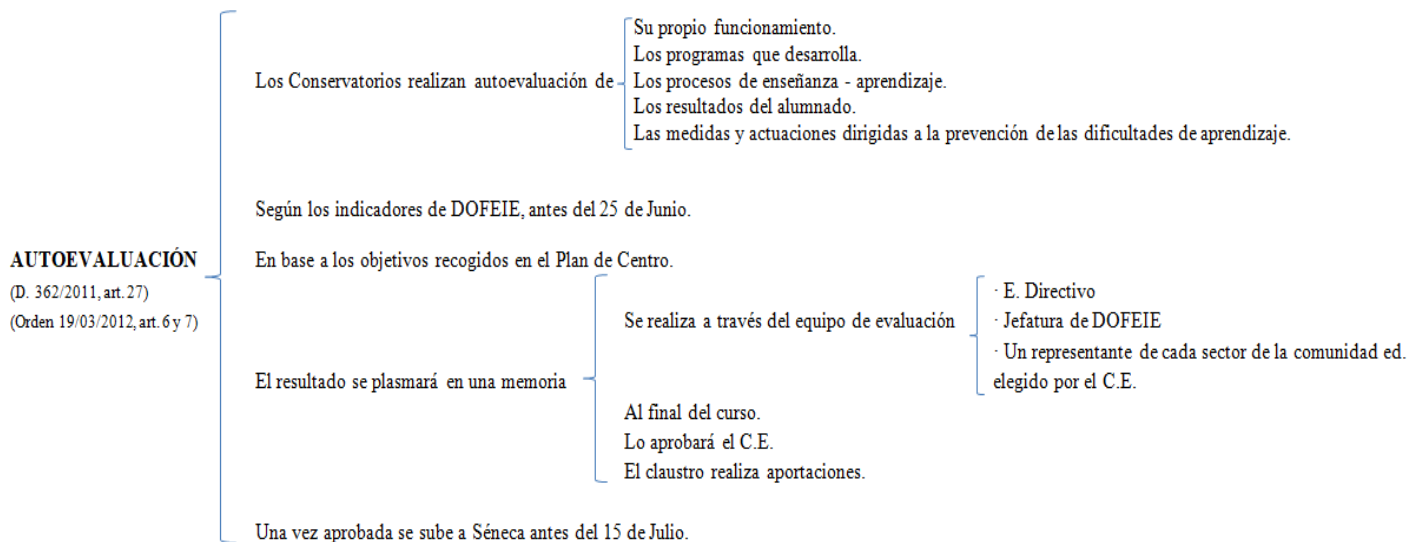 AUTOEVALUACIÓN
(D. 362/2011, art. 27)
(Orden 19/03/2012, art. 6 y 7)
Los Conservatorios realizan autoevaluación de
Su propio funcionamiento.
Los programas que desarrolla.
Los procesos de enseñanza - aprendizaje.
Los resultados del alumnado.
Las medidas y actuaciones dirigidas a la prevención de las dificultades de aprendizaje.
Según los indicadores de DOFEIE, antes del 25 de Junio.
En base a los objetivos recogidos en el Plan de Centro.
El resultado se plasmará en una memoria
Se realiza a través del equipo de evaluación
· E. Directivo
· Jefatura de DOFEIE
· Un representante de cada sector de la comunidad ed.
elegido por el C.E.
Al final del curso.
Lo aprobará el C.E.
El claustro realiza aportaciones.
Una vez aprobada se sube a Séneca antes del 15 de Julio.